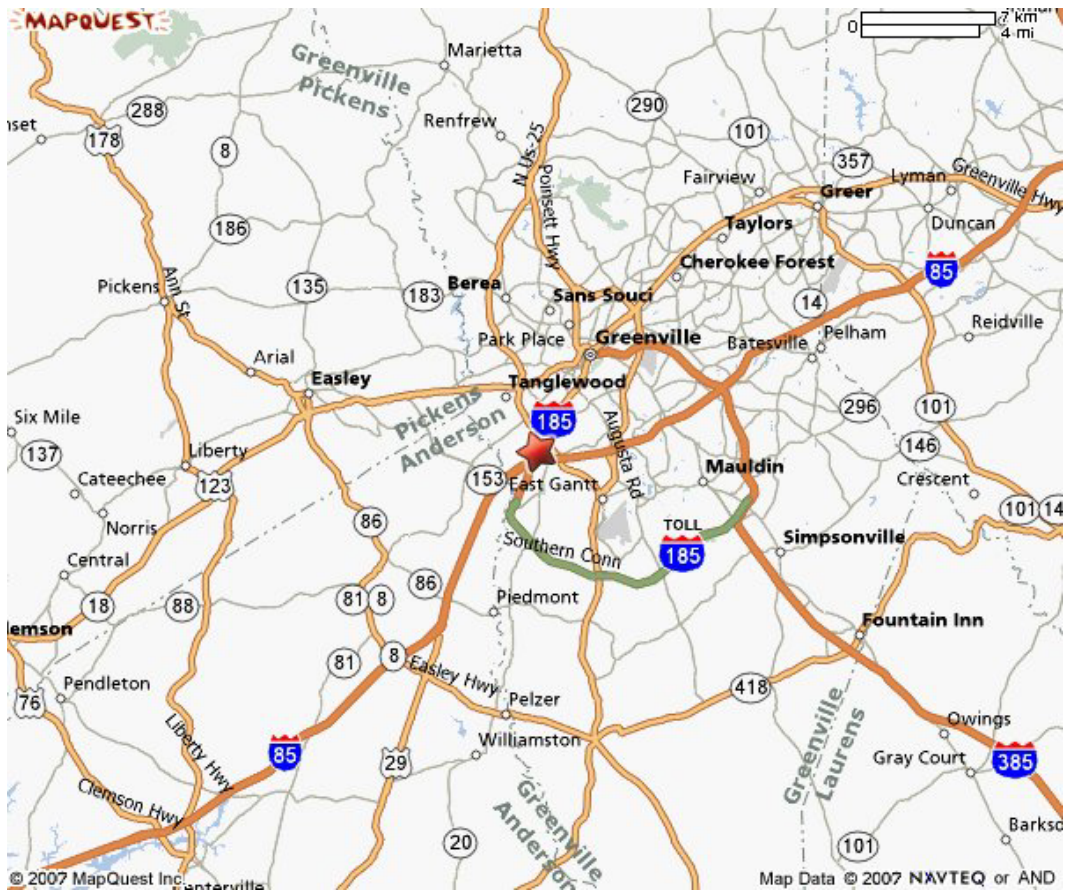 MAPQUEST
0
7 km
4 mi
Marietta
Greenville
Pickens
288
290
Renfrew
101
nset
178
N Us-25
8
357
Fairview
Lyman
Greenville Hwy
Greer
Poinsett Hwy
Duncan
186
Taylors
Cherokee Forest
85
Ann St
Pickens
135
183
Berea
Sans Souci
14
Reidville
Park Place
Greenville
Batesville
Pelham
Arial
Easley
Tanglewood
Six Mile
Pickens
Anderson
185
296
101
Augusta Rd
137
Liberty
146
Cateechee
123
153
East Gantt
Mauldin
Crescent
Norris
86
TOLL
185
101
14
Southern Conn
Simpsonville
Central
86
18
88
81
8
Piedmont
lemson
Fountain Inn
81
8
Easley Hwy
76
Pendleton
418
Pelzer
Liberty Hwy
Owings
85
Williamston
29
Gray Court
385
Greenville
Laurens
Clemson Hwy
Greenville
Anderson
20
101
Barkso
© 2007 MapQuest Inc.
enterville
Map Data © 2007 NAVTEQ or AND